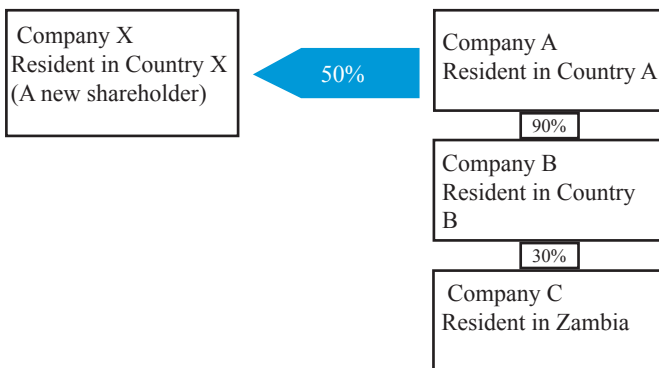 Company X
Resident in Country X
(A new shareholder)
50%
Company A
Resident in Country A
90%
Company B
Resident in Country
B
30%
Company C
Resident in Zambia